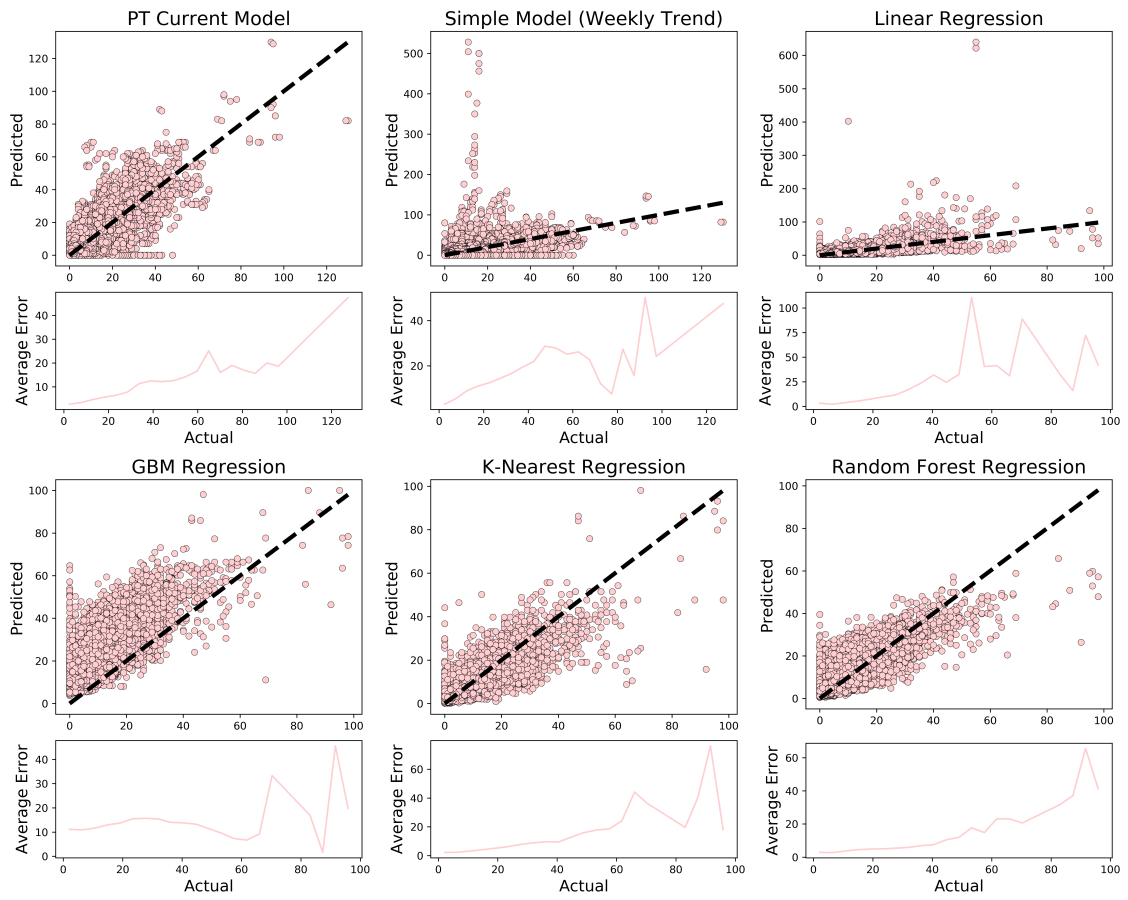 PT Current Model
Simple Model (Weekly Trend)
Linear Regression
Predicted
120
100
80
60
40
20
0
0 20 40 60 80 100 120
Predicted
500
400
300
200
100
0
0 20 40 60 80 100 120
Predicted
600
500
400
300
200
100
0
0 20 40 60 80 100
Average Error
40
30
20
10
0 20 40 60 80 100 120
Actual
Average Error
40
20
0 20 40 60 80 100 120
Actual
Average Error
100
75
50
25
0
0 20 40 60 80 100
Actual
GBM Regression
K-Nearest Regression
Random Forest Regression
Predicted
100
80
60
40
20
0
0 20 40 60 80 100
Predicted
100
80
60
40
20
0
0 20 40 60 80 100
Predicted
100
80
60
40
20
0
0 20 40 60 80 100
Average Error
40
30
20
10
0
0 20 40 60 80 100
Actual
Average Error
60
40
20
0
0 20 40 60 80 100
Actual
Average Error
60
40
20
0
0 20 40 60 80 100
Actual